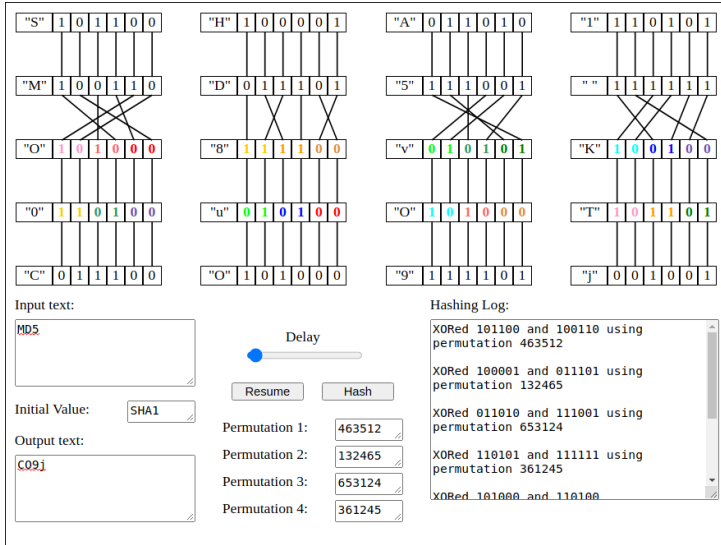 "S" 1 0 1 1 0 0 "H" 1 0 0 0 0 1 "A" 0 1 1 0 1 0 "1" 1 1 0 1 0 1
"M" 1 0 0 1 1 0 "D" 0 1 1 1 0 1 "5" 1 1 1 0 0 1 " " 1 1 1 1 1 1
"O" 1 0 1 0 0 0 "8" 1 1 1 1 0 0 "v" 0 1 0 1 0 1 "K" 1 0 0 1 0 0
"0" 1 1 0 1 0 0 "u" 0 1 0 1 0 0 "O" 1 0 1 0 0 0 "T" 1 0 1 1 0 1
"C" 0 1 1 1 0 0 "O" 1 0 1 0 0 0 "9" 1 1 1 1 0 1 "j" 0 0 1 0 0 1
Input text:
MD5
Initial Value: SHA1
Output text:
CO9j
Delay
Resume Hash
Permutation 1: 463512
Permutation 2: 132465
Permutation 3: 653124
Permutation 4: 361245
Hashing Log:
XORed 101100 and 100110 using
permutation 463512
XORed 100001 and 011101 using
permutation 132465
XORed 011010 and 111001 using
permutation 653124
XORed 110101 and 111111 using
permutation 361245
XORed 101000 and 110100